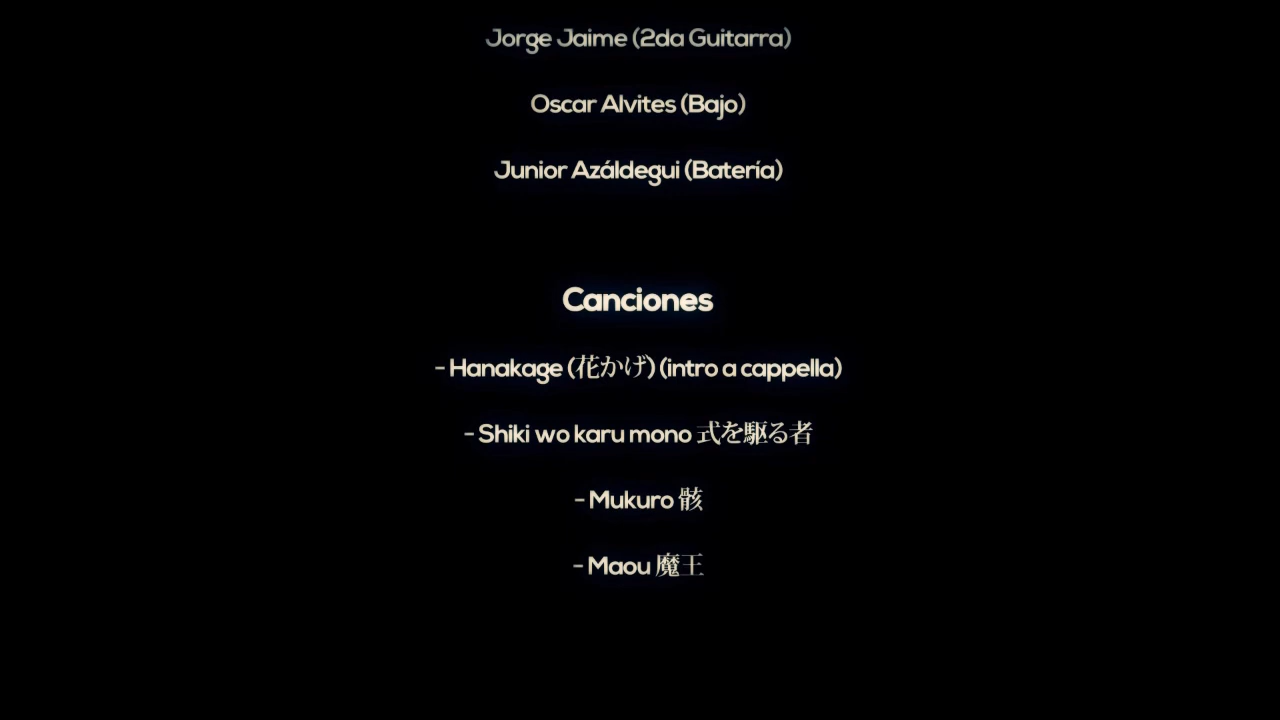 Jorge Jaime (2da Guitarra)
Oscar Alvites (Bajo)
Junior Azáldegui (Batería)
Canciones
- Hanakage (花かげ) (intro a cappella)
- Shiki wo karu mono 式を駆る者
- Mukuro 骸
- Maou 魔王